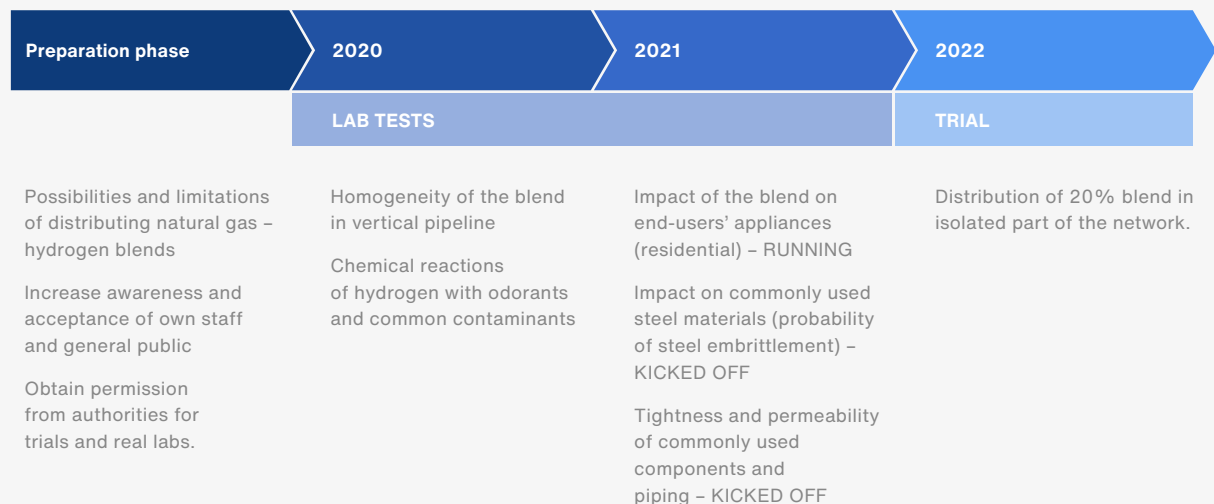 Preparation phase
2020
2021
2022
LAB TESTS
TRIAL
Possibilities and limitations
of distributing natural gas –
hydrogen blends
Increase awareness and
acceptance of own staff
and general public
Obtain permission
from authorities for
trials and real labs.
Homogeneity of the blend
in vertical pipeline
Chemical reactions
of hydrogen with odorants
and common contaminants
Impact of the blend on
end-users’ appliances
(residential) – RUNNING
Impact on commonly used
steel materials (probability
of steel embrittlement) –
KICKED OFF
Tightness and permeability
of commonly used
components and
piping – KICKED OFF
Distribution of 20% blend in
isolated part of the network.